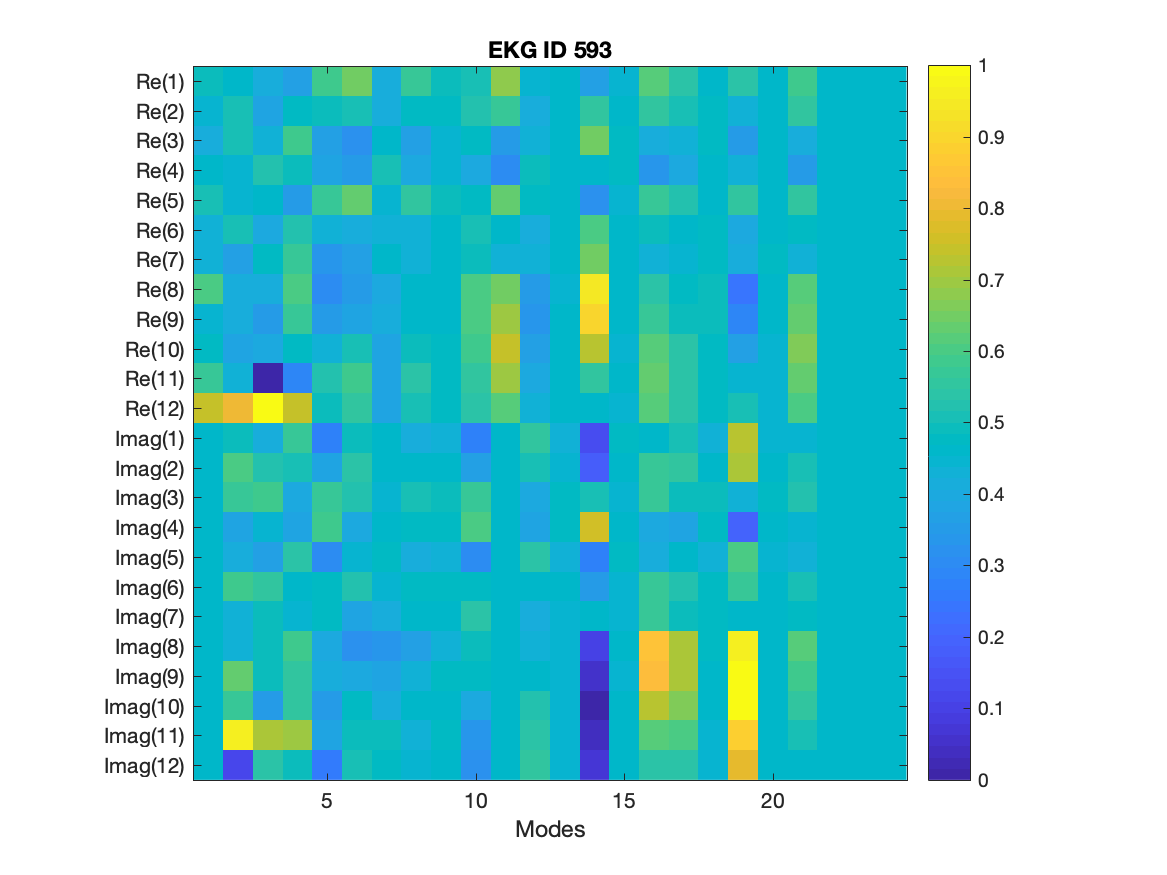 EKG ID 593
Re(1)
Re(2)
Re(3)
Re(4)
Re(5)
Re(6)
Re(7)
Re(8)
Re(9)
Re(10)
Re(11)
Re(12)
Imag(1)
Imag(2)
Imag(3)
Imag(4)
Imag(5)
Imag(6)
Imag(7)
Imag(8)
Imag(9)
Imag(10)
Imag(11)
Imag(12)
5 10 15 20
Modes
1
0.9
0.8
0.7
0.6
0.5
0.4
0.3
0.2
0.1
0